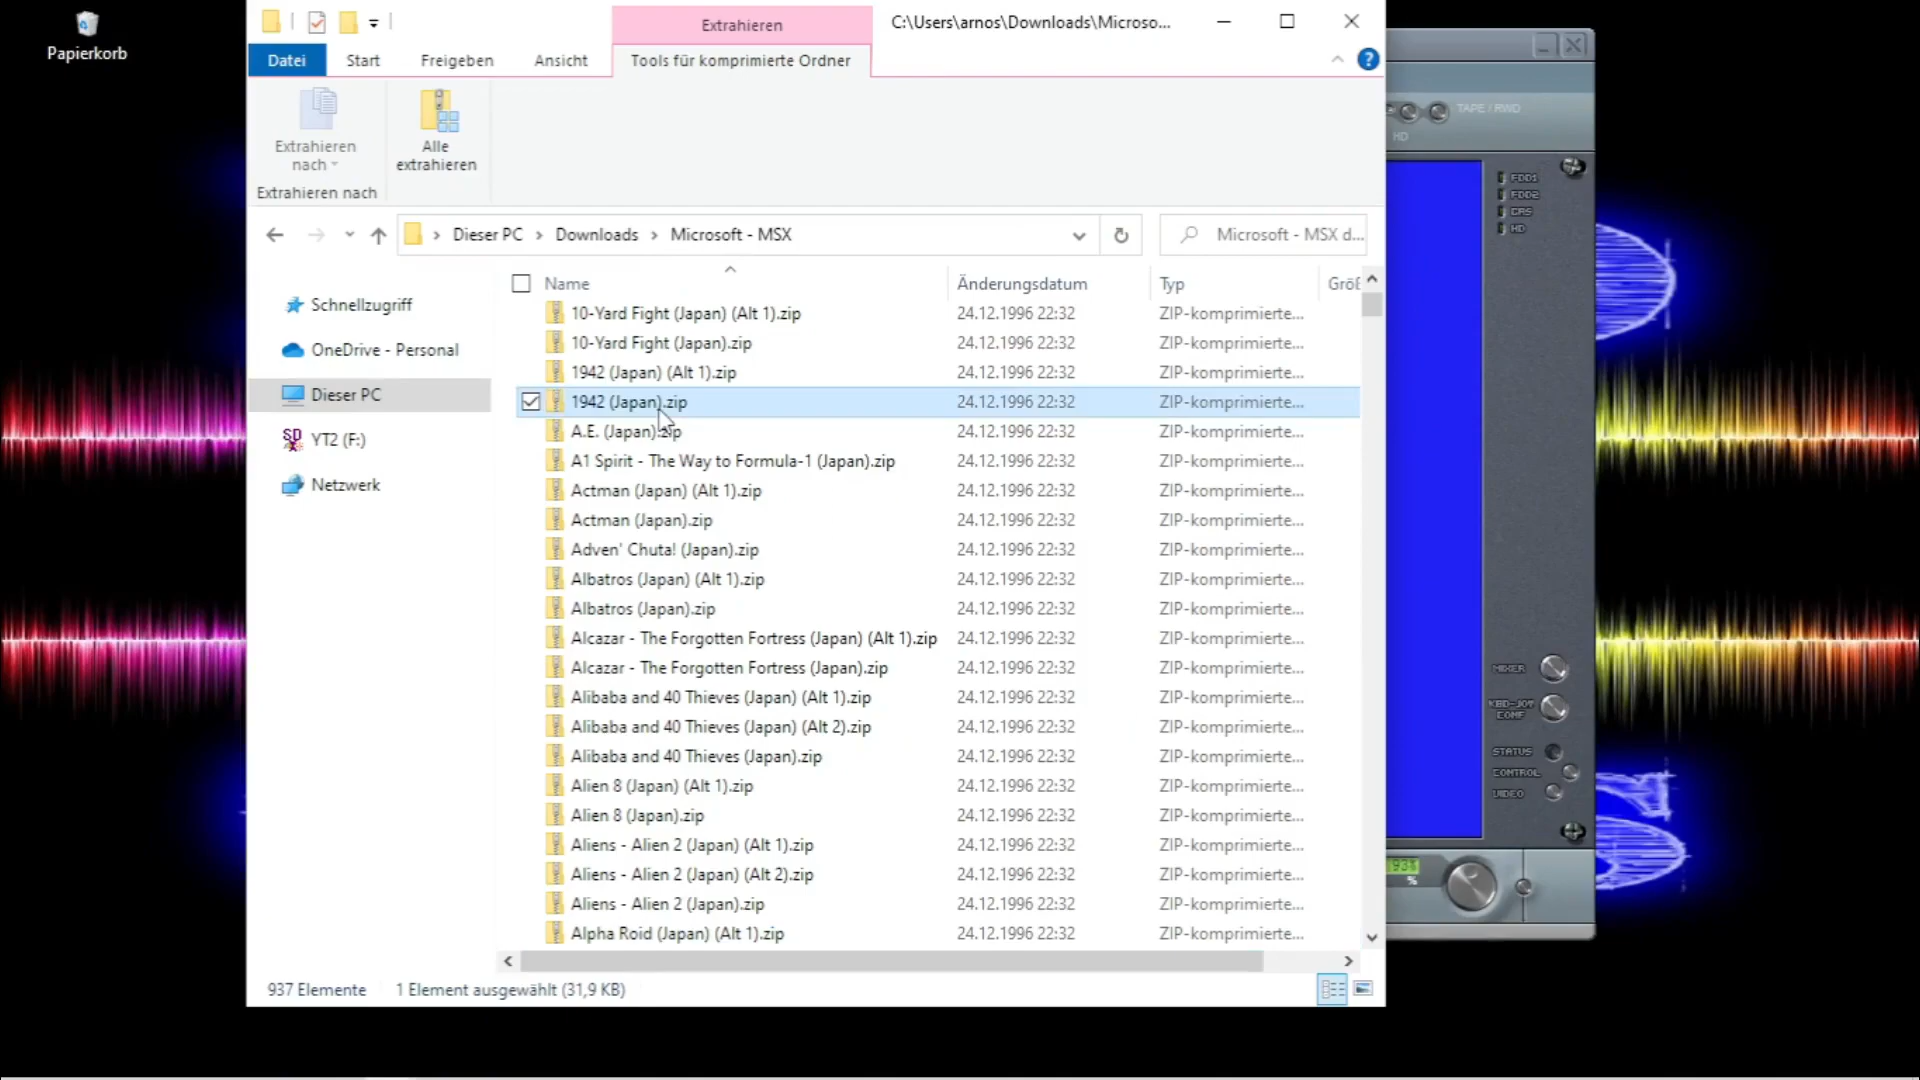 Papierkorb
Extrahieren
C:\Users\arnos\Downloads\Microso...
Datei
Start
Freigeben
Ansicht
Tools für komprimierte Ordner
Extrahieren
nach
Alle
extrahieren
Extrahieren nach
Dieser PC
Downloads
Microsoft - MSX
Microsoft - MSX d...
Name
Änderungsdatum
Typ
Größ
Schnellzugriff
OneDrive - Personal
Dieser PC
YT2 (F:)
Netzwerk
10-Yard Fight (Japan) (Alt 1).zip 24.12.1996 22:32 ZIP-komprimierte...
10-Yard Fight (Japan).zip 24.12.1996 22:32 ZIP-komprimierte...
1942 (Japan) (Alt 1).zip 24.12.1996 22:32 ZIP-komprimierte...
1942 (Japan).zip 24.12.1996 22:32 ZIP-komprimierte...
A.E. (Japan).zip 24.12.1996 22:32 ZIP-komprimierte...
A1 Spirit - The Way to Formula-1 (Japan).zip 24.12.1996 22:32 ZIP-komprimierte...
Actman (Japan) (Alt 1).zip 24.12.1996 22:32 ZIP-komprimierte...
Actman (Japan).zip 24.12.1996 22:32 ZIP-komprimierte...
Adven' Chuta! (Japan).zip 24.12.1996 22:32 ZIP-komprimierte...
Albatros (Japan) (Alt 1).zip 24.12.1996 22:32 ZIP-komprimierte...
Albatros (Japan).zip 24.12.1996 22:32 ZIP-komprimierte...
Alcazar - The Forgotten Fortress (Japan) (Alt 1).zip 24.12.1996 22:32 ZIP-komprimierte...
Alcazar - The Forgotten Fortress (Japan).zip 24.12.1996 22:32 ZIP-komprimierte...
Alibaba and 40 Thieves (Japan) (Alt 1).zip 24.12.1996 22:32 ZIP-komprimierte...
Alibaba and 40 Thieves (Japan) (Alt 2).zip 24.12.1996 22:32 ZIP-komprimierte...
Alibaba and 40 Thieves (Japan).zip 24.12.1996 22:32 ZIP-komprimierte...
Alien 8 (Japan) (Alt 1).zip 24.12.1996 22:32 ZIP-komprimierte...
Alien 8 (Japan).zip 24.12.1996 22:32 ZIP-komprimierte...
Aliens - Alien 2 (Japan) (Alt 1).zip 24.12.1996 22:32 ZIP-komprimierte...
Aliens - Alien 2 (Japan) (Alt 2).zip 24.12.1996 22:32 ZIP-komprimierte...
Aliens - Alien 2 (Japan).zip 24.12.1996 22:32 ZIP-komprimierte...
Alpha Roid (Japan) (Alt 1).zip 24.12.1996 22:32 ZIP-komprimierte...
937 Elemente
1 Element ausgewählt (31,9 KB)
TAPE / RWD
HD
FDD1
FDD2
CAS
HD
MIXER
KBD-JOY
CONF
STATUS
CONTROL
VIDEO
93%
%